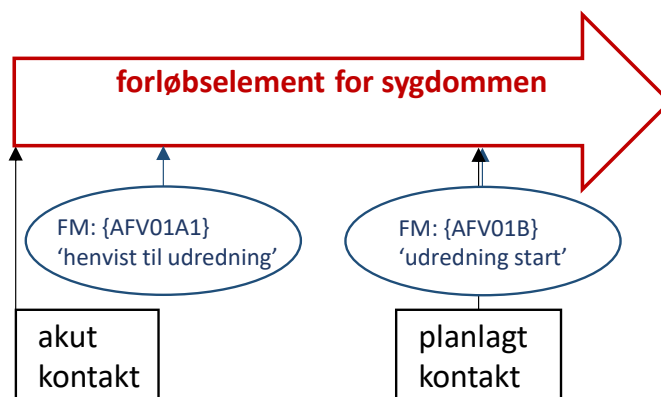 forløbselement for sygdommen
FM: {AFV01A1}
‘henvist til udredning’
FM: {AFV01B}
‘udredning start’
akut
kontakt
planlagt
kontakt